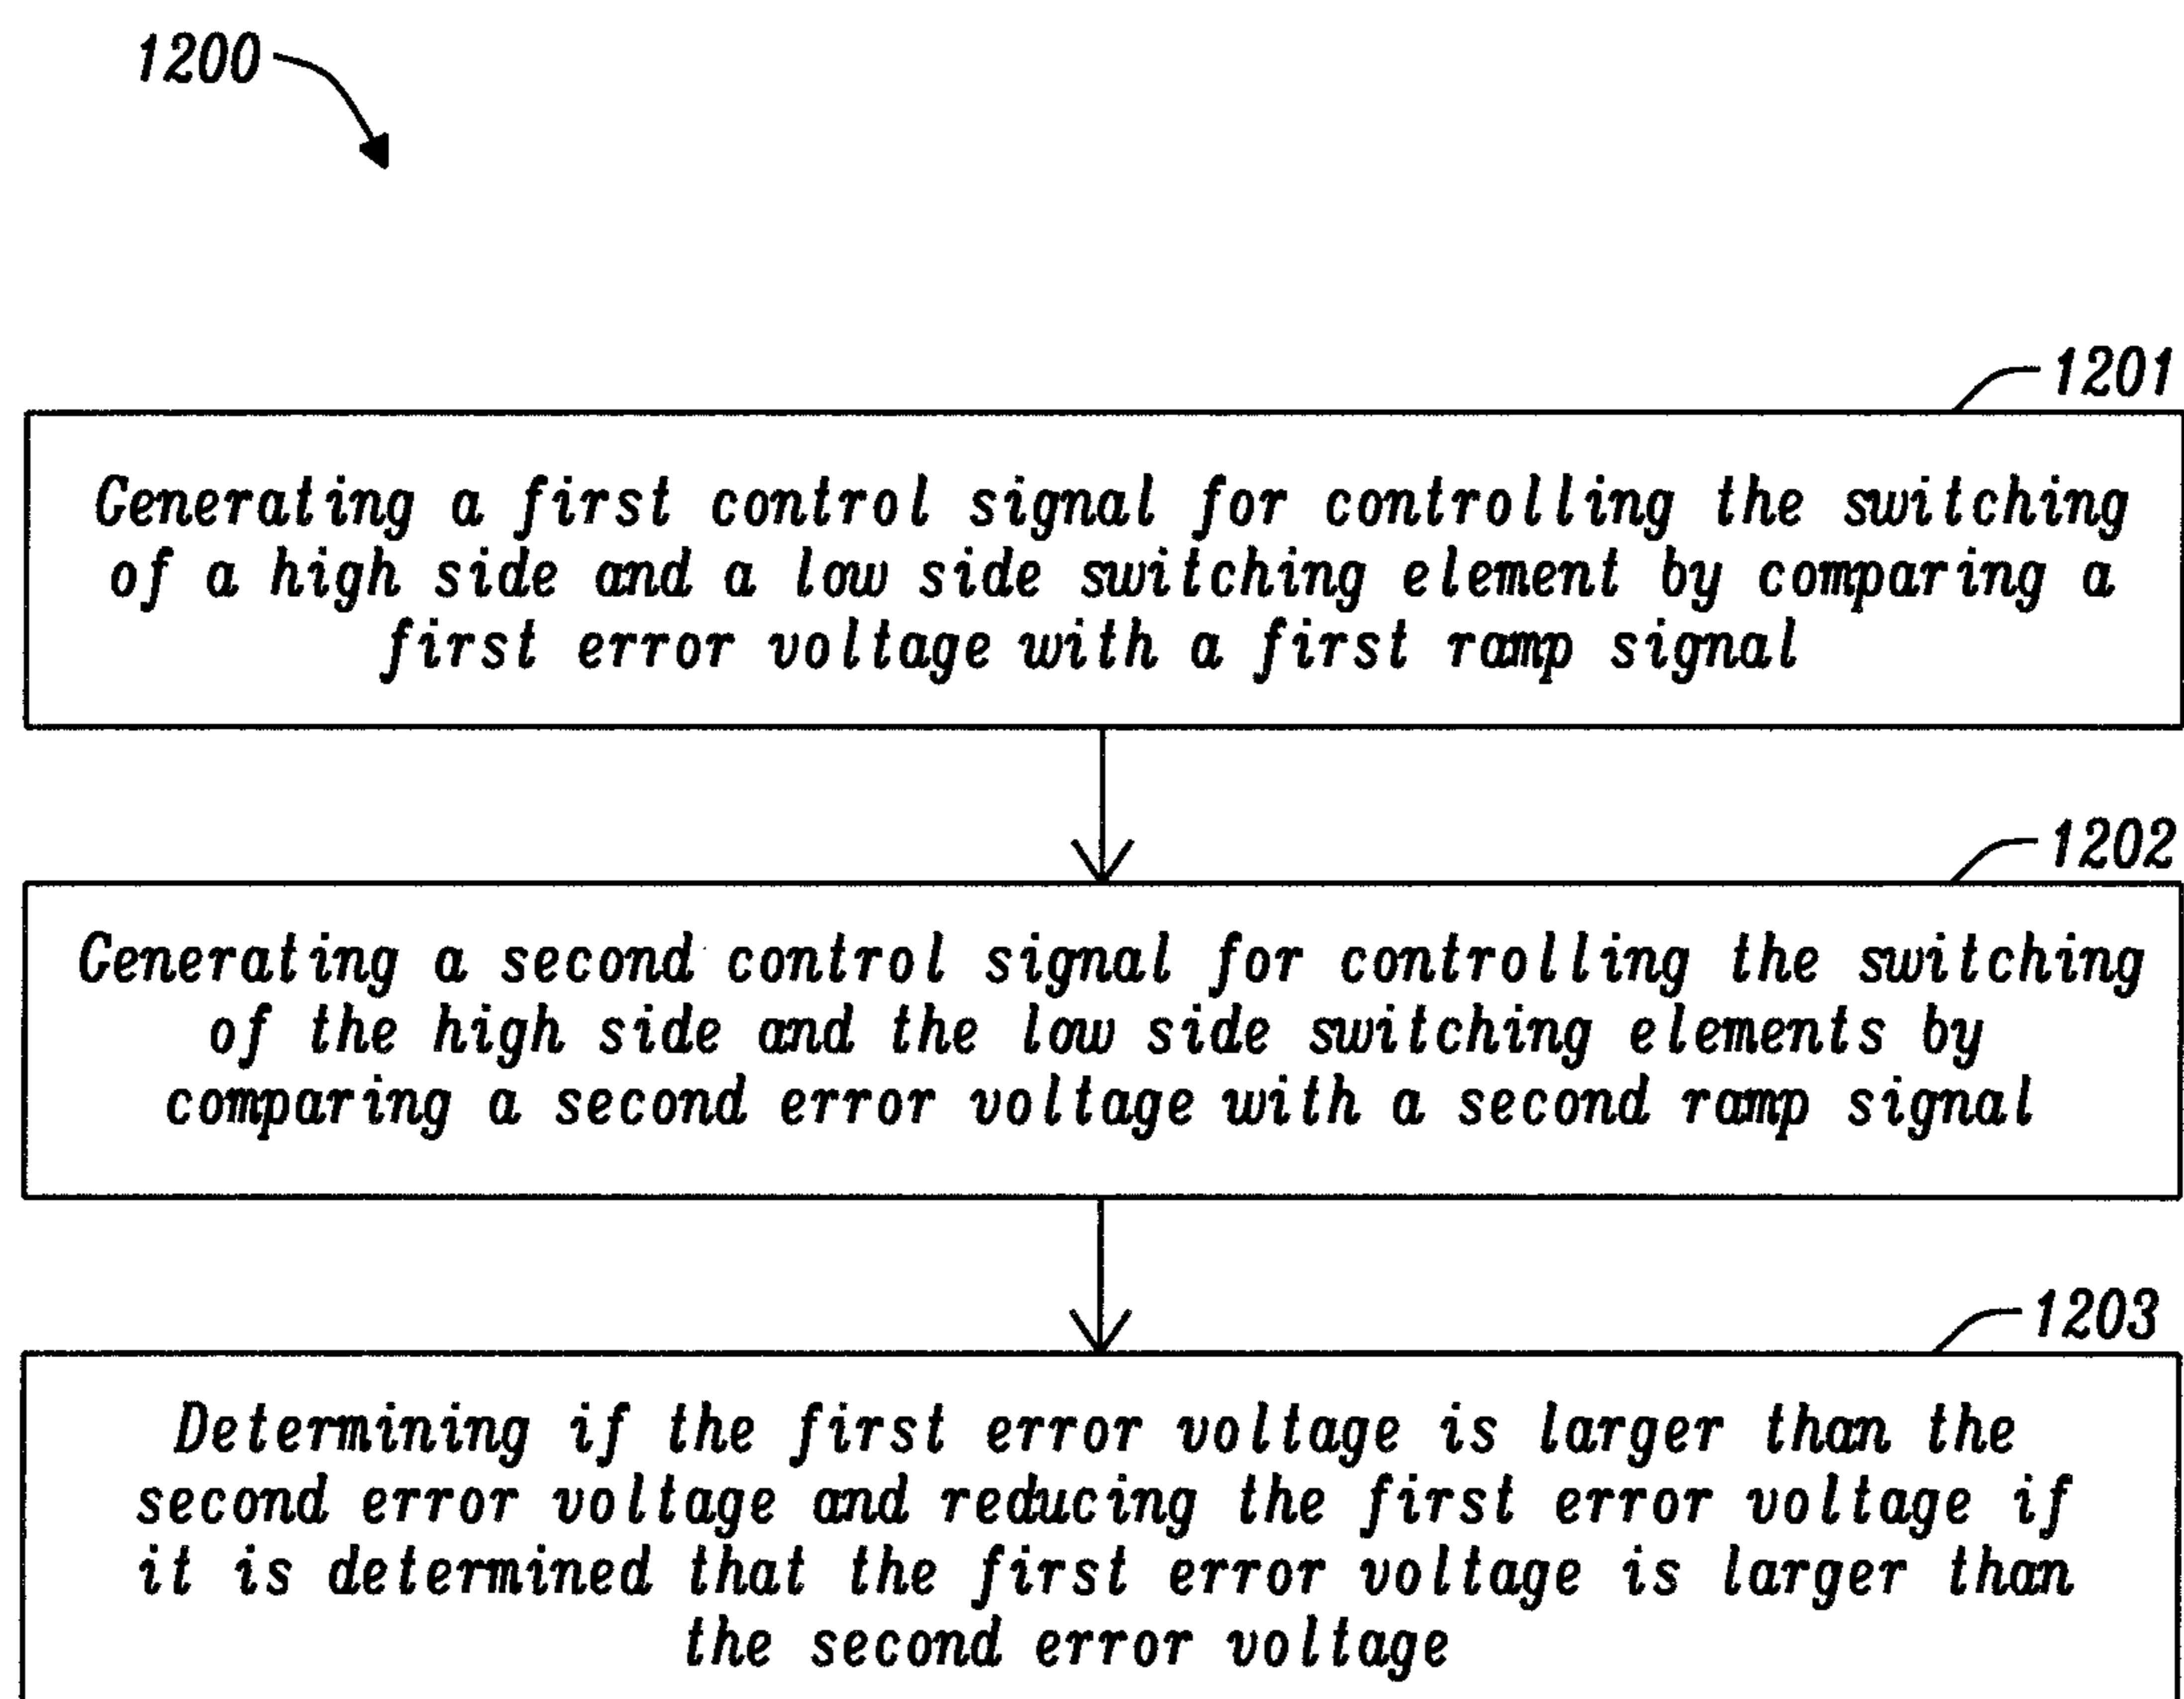 1200
1201
Generating a first control signal for controlling the switching
of a high side and a low side switching element by comparing a
first error voltage with a first ramp signal
1202
Generating a second control signal for controlling the switching
of the high side and the low side switching elements by
comparing a second error voltage with a second ramp signal
1203
Determining if the first error voltage is larger than the
second error voltage and reducing the first error voltage if
it is determined that the first error voltage is larger than
the second error voltage